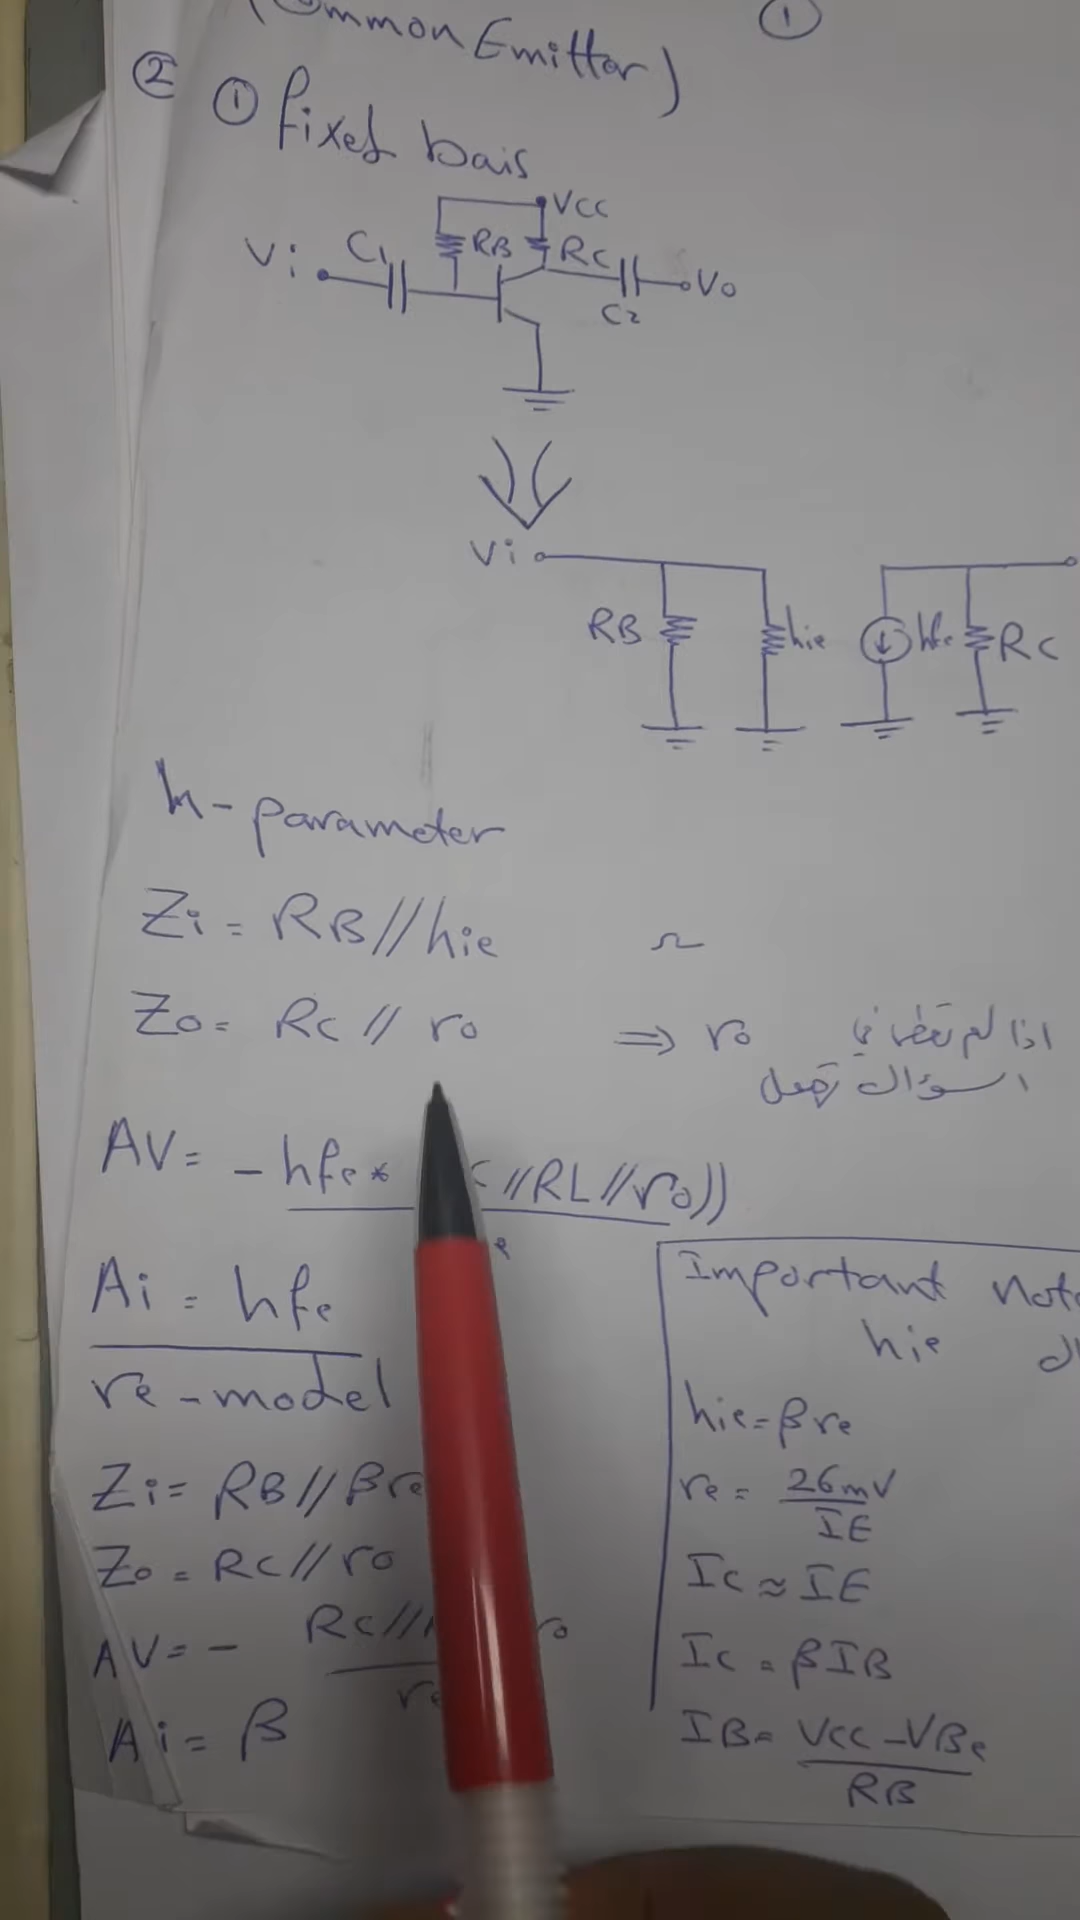 (Common Emitter)
①
② ① fixed bais
Vcc
Vi C1 RB Rc Vo
C2
Vi
RB hie hfe Rc
h-parameter
Zi = RB//hie
Zo = Rc // ro ⇒ ro اذا لم تعطى في
السؤال تهمل
AV = - hfe* //RL//ro))
Ai = hfe
Important
hie
re-model
hie = βre
Zi = RB//βre
re = 26mV / IE
Zo = Rc//ro
Ic ≈ IE
AV = - Rc//
Ic = βIB
Ai = β
IB = Vcc - VBe / RB